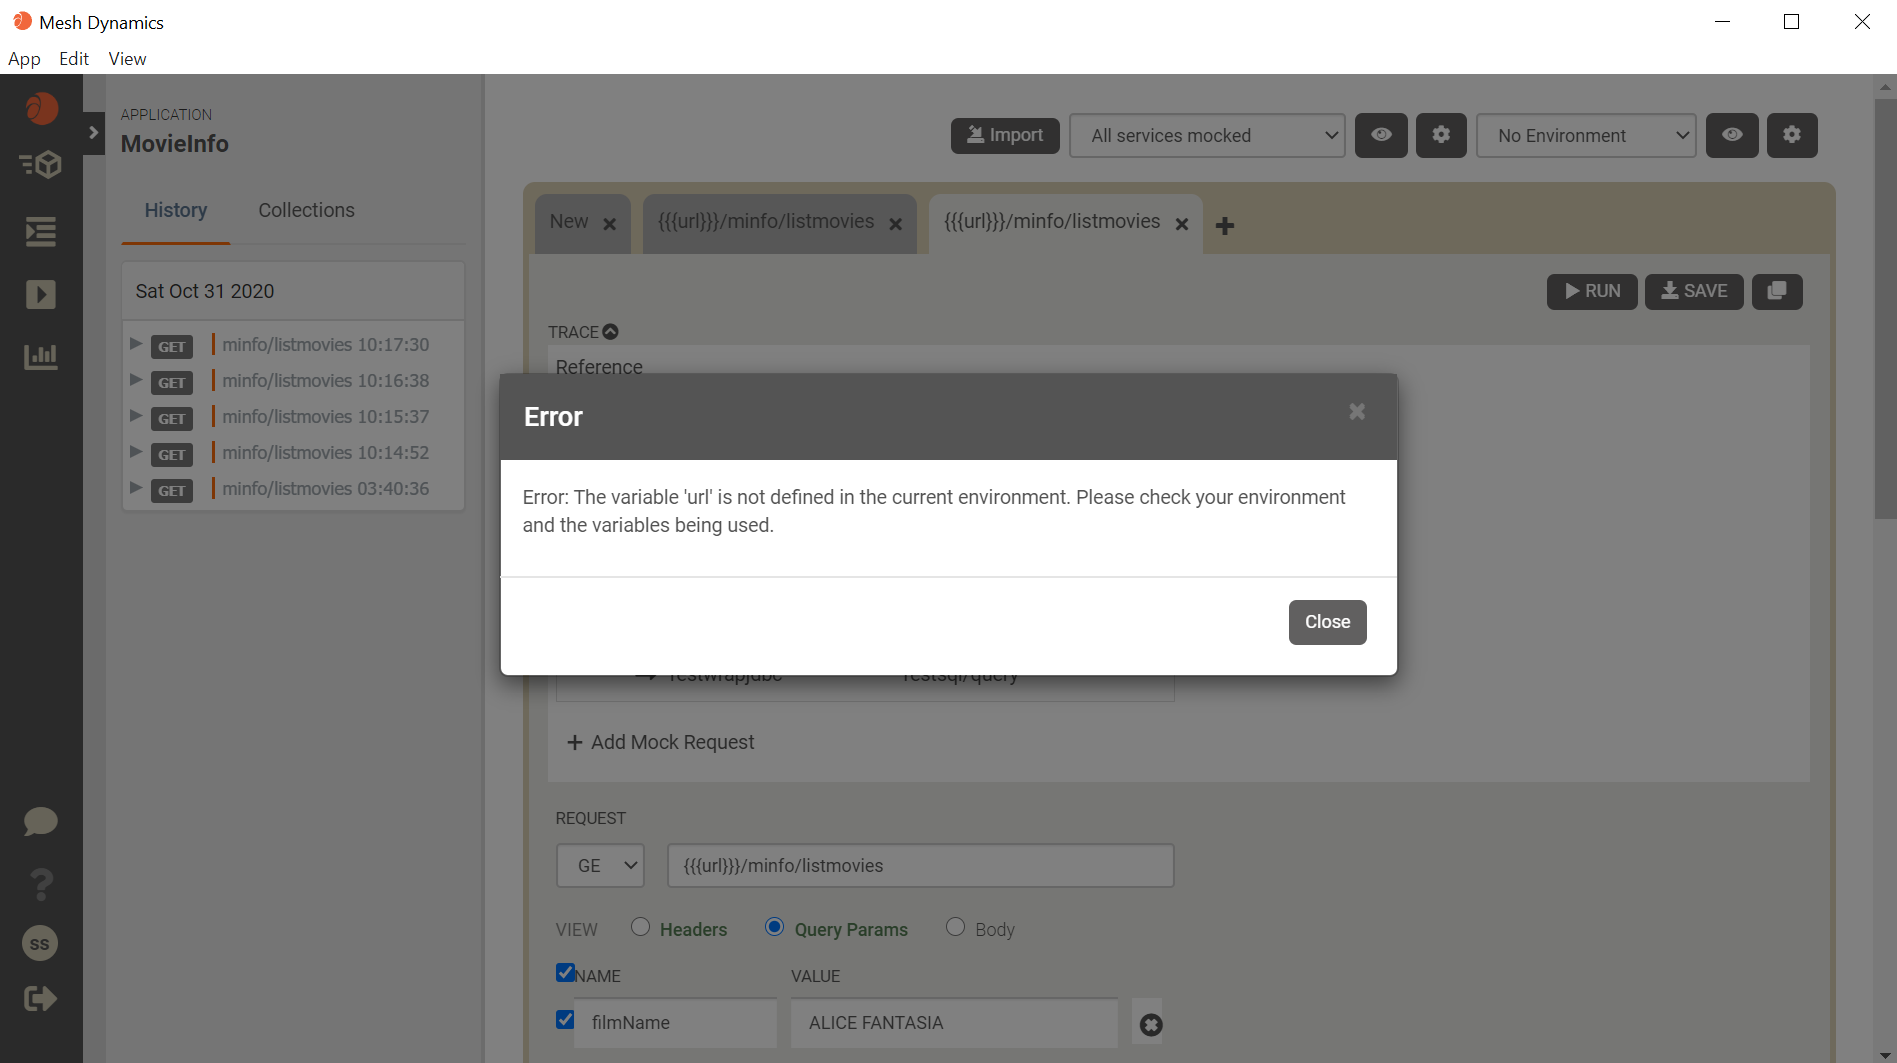 Mesh Dynamics
App Edit View
APPLICATION
MovieInfo
Import
All services mocked
No Environment
History
Collections
New
{{{url}}}/minfo/listmovies
{{{url}}}/minfo/listmovies
Sat Oct 31 2020
GET minfo/listmovies 10:17:30
GET minfo/listmovies 10:16:38
GET minfo/listmovies 10:15:37
GET minfo/listmovies 10:14:52
GET minfo/listmovies 03:40:36
RUN
SAVE
TRACE
Reference
Error
Error: The variable 'url' is not defined in the current environment. Please check your environment
and the variables being used.
Close
restwrapjdbc restsql/query
Add Mock Request
REQUEST
GE
{{{url}}}/minfo/listmovies
VIEW Headers Query Params Body
NAME VALUE
filmName ALICE FANTASIA
SS